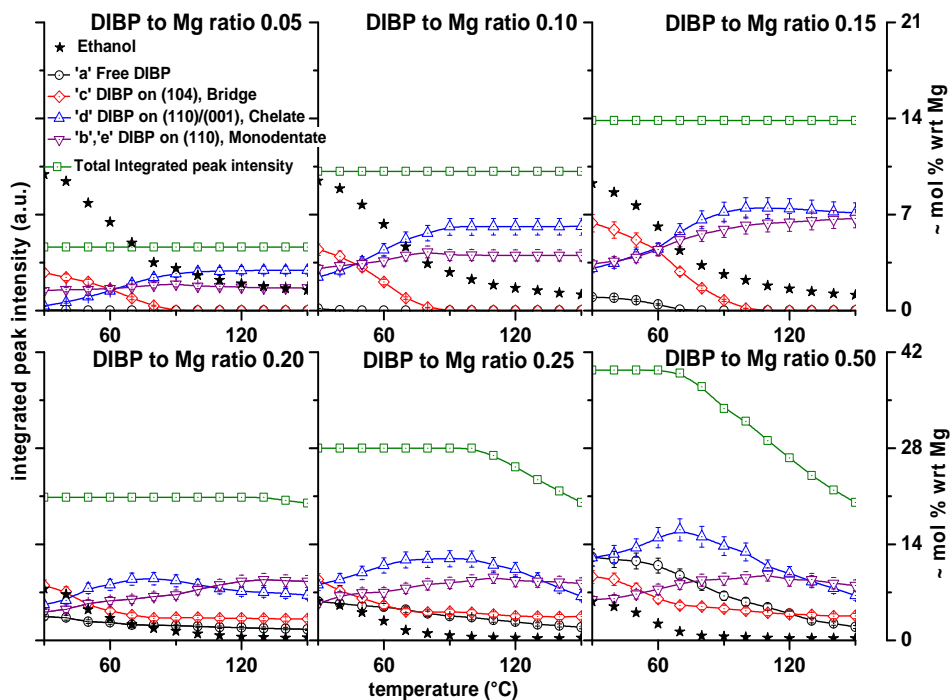 DIBP to Mg ratio 0.05
DIBP to Mg ratio 0.10
DIBP to Mg ratio 0.15
21
Ethanol
'a' Free DIBP
'c' DIBP on (104), Bridge
'd' DIBP on (110)/(001), Chelate
'b','e' DIBP on (110), Monodentate
Total Integrated peak intensity
14
7
0
~ mol % wrt Mg
60
120
60
120
60
120
integrated peak intensity (a.u.)
DIBP to Mg ratio 0.20
DIBP to Mg ratio 0.25
DIBP to Mg ratio 0.50
42
28
14
0
~ mol % wrt Mg
60
120
60
120
60
120
temperature (°C)